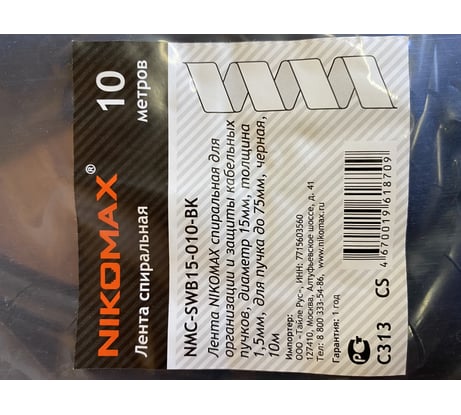 NIKOMAX®
Лента спиральная
10
метров
NMC-SWB15-010-BK
Лента NIKOMAX спиральная для
организации и защиты кабельных
пучков, диаметр 15мм, толщина
1,5мм, для пучка до 75мм, черная,
10м
Импортер:
ООО «Тайле Рус», ИНН: 7715603560
127410, Москва, Алтуфьевское шоссе, д. 41
Тел: 8 800 333-54-86, www.nikomax.ru
Гарантия: 1 год
C313
CS
4 670019 618709